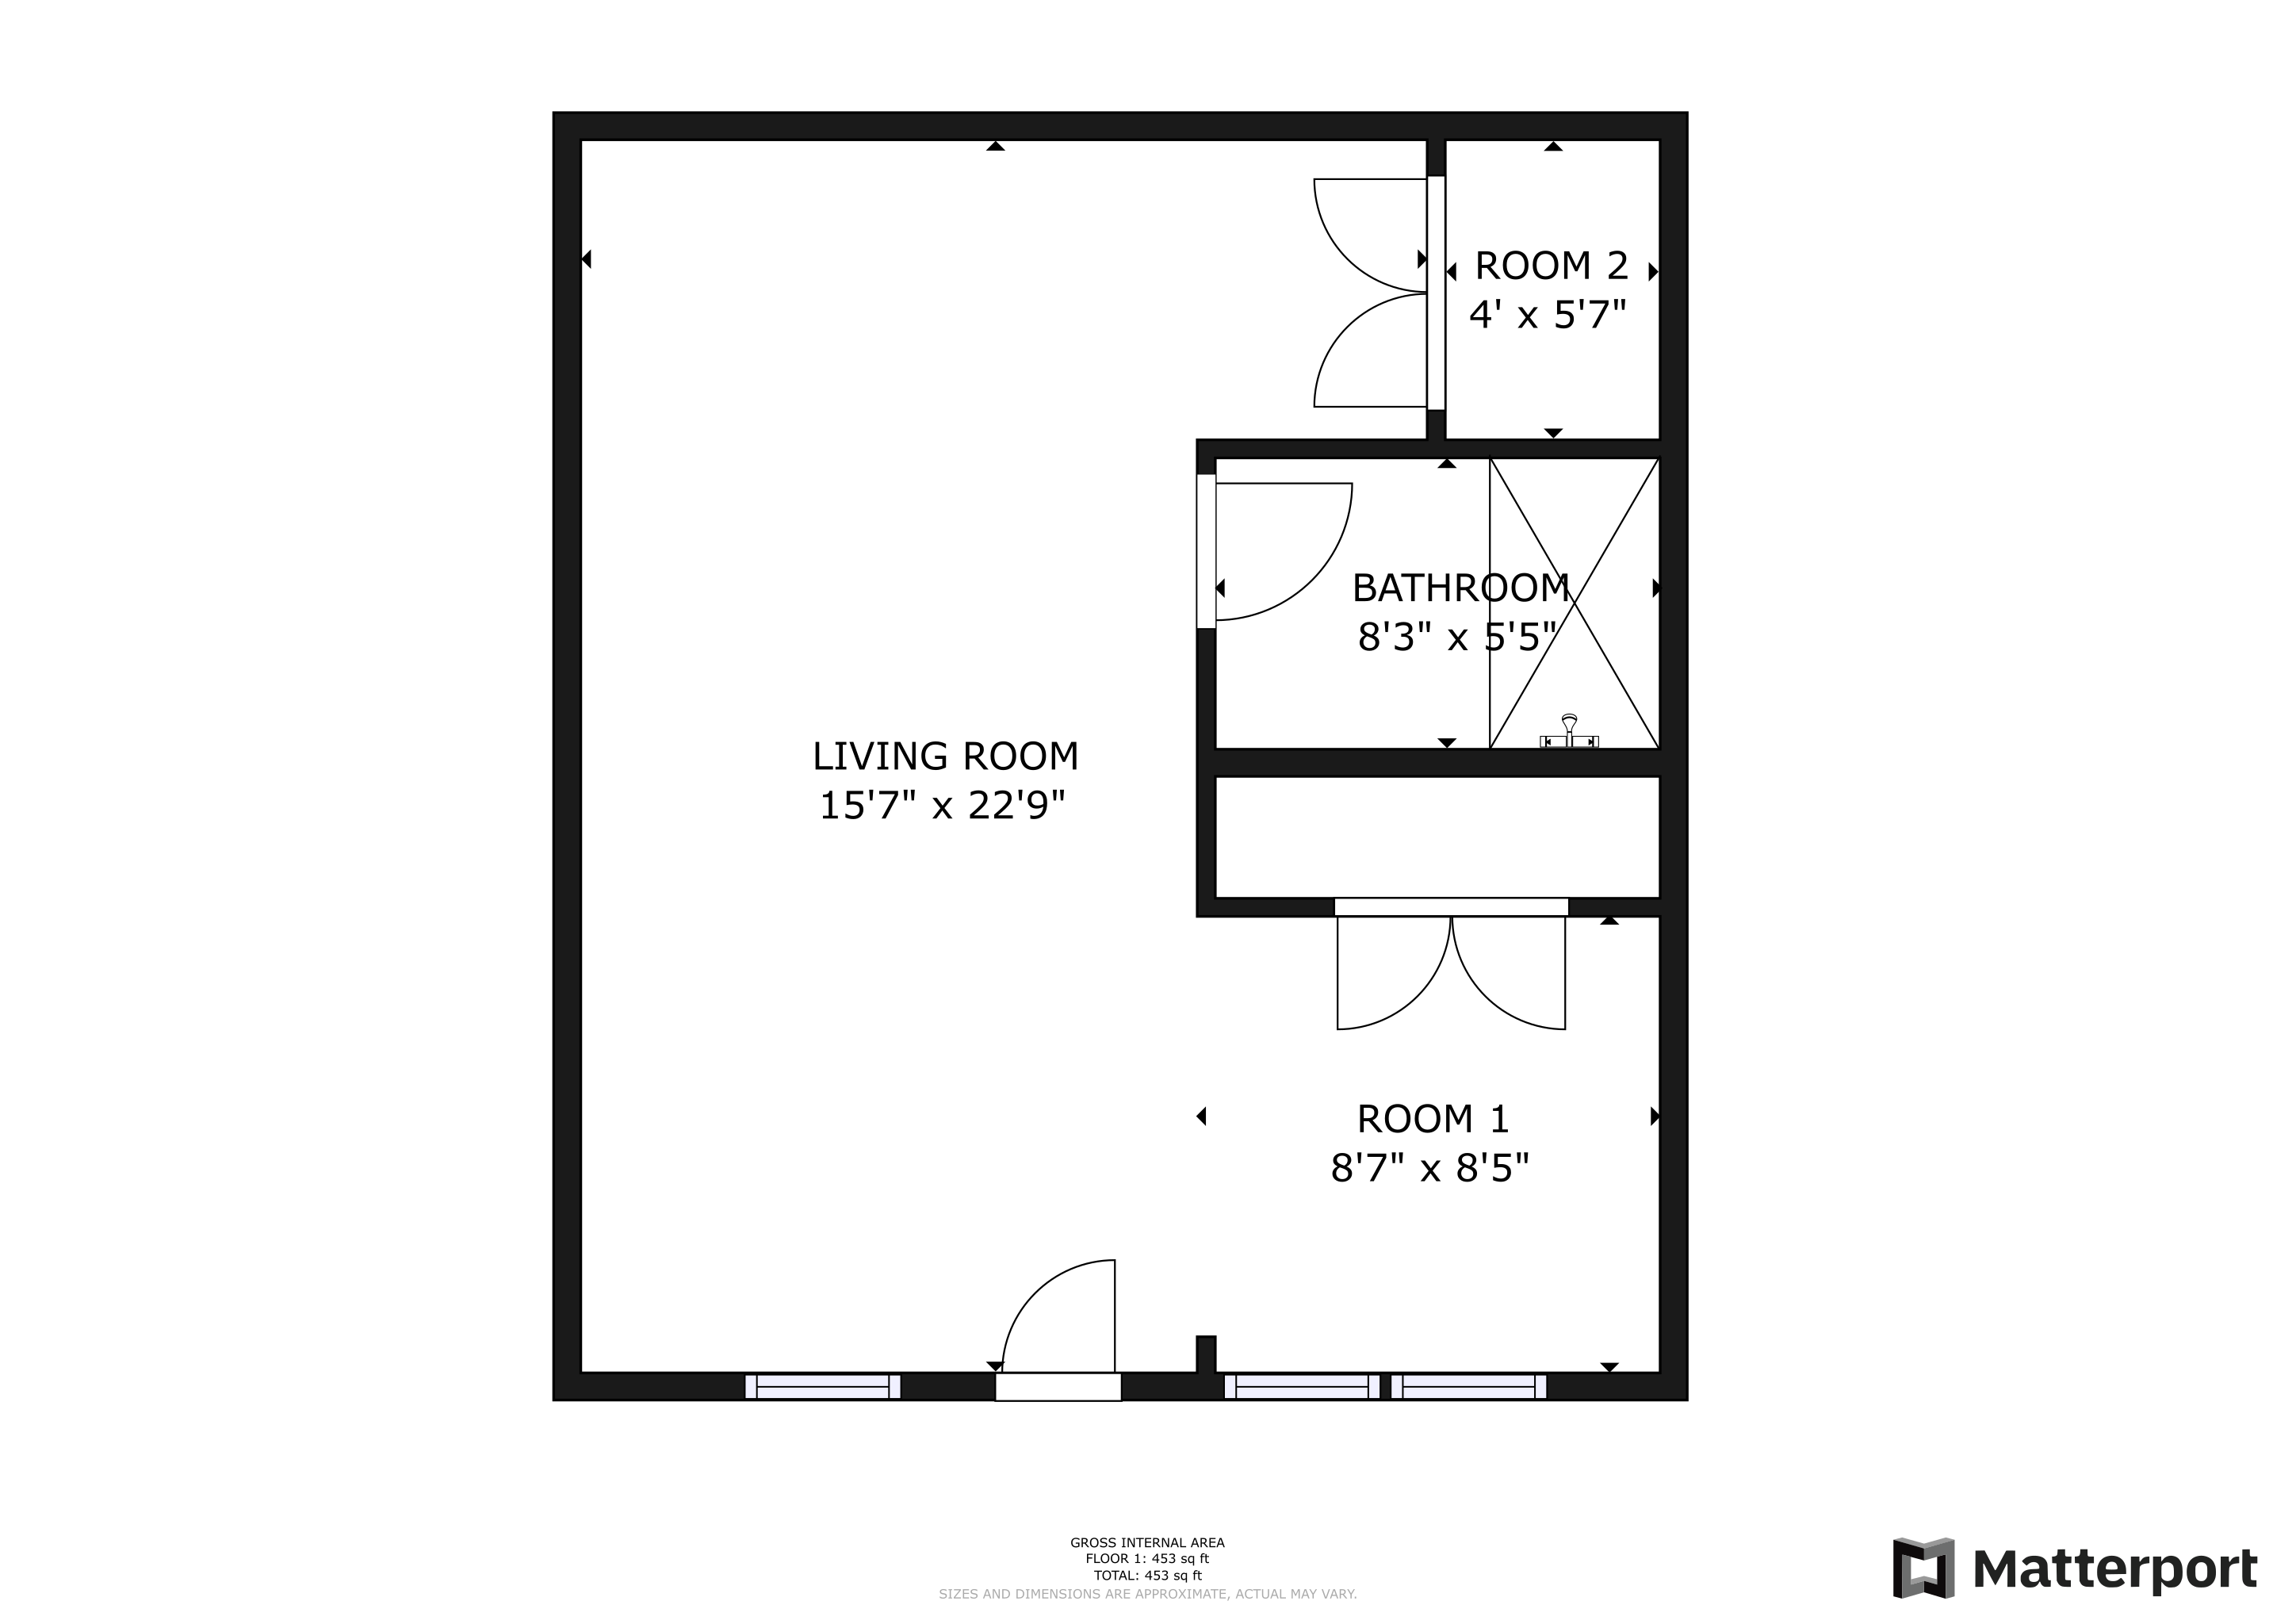 ROOM 2
4' x 5'7"
BATHROOM
8'3" x 5'5"
LIVING ROOM
15'7" x 22'9"
ROOM 1
8'7" x 8'5"
GROSS INTERNAL AREA
FLOOR 1: 453 sq ft
TOTAL: 453 sq ft
SIZES AND DIMENSIONS ARE APPROXIMATE, ACTUAL MAY VARY.
Matterport